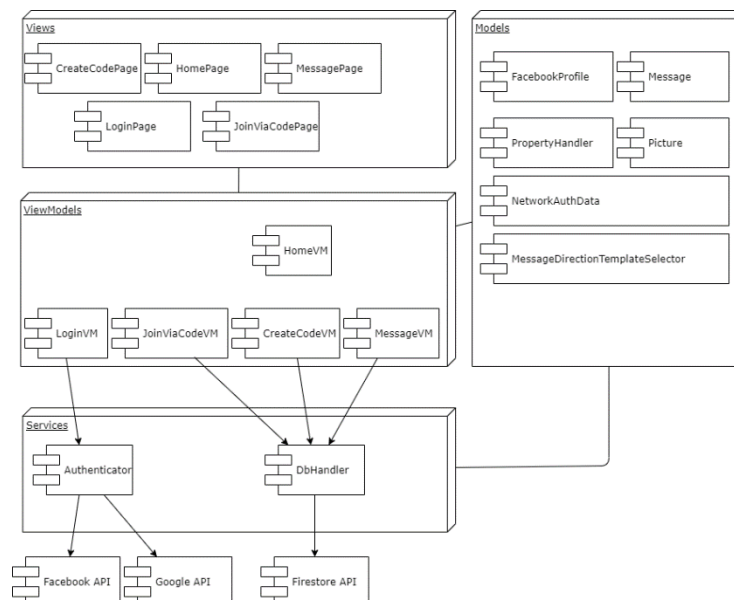 Views
CreateCodePage
HomePage
MessagePage
LoginPage
JoinViaCodePage
Models
FacebookProfile
Message
PropertyHandler
Picture
NetworkAuthData
MessageDirectionTemplateSelector
ViewModels
HomeVM
LoginVM
JoinViaCodeVM
CreateCodeVM
MessageVM
Services
Authenticator
DbHandler
Facebook API
Google API
Firestore API